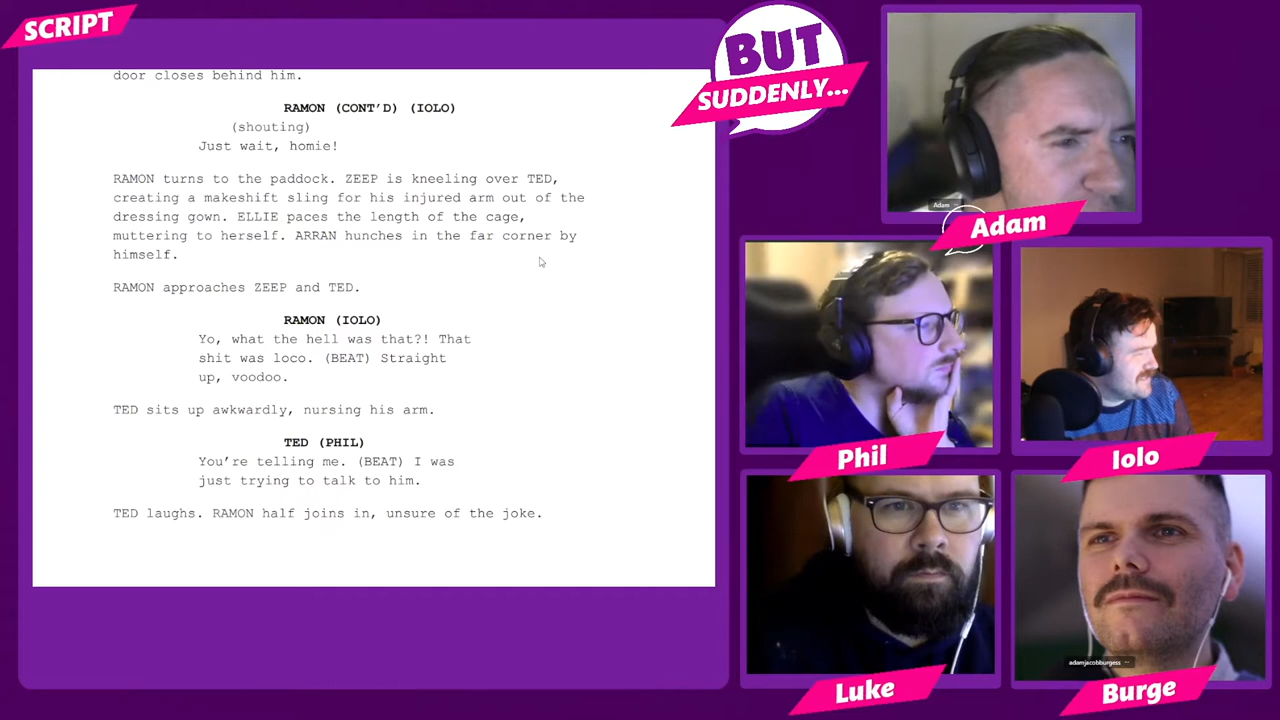 SCRIPT
door closes behind him.
RAMON (CONT'D) (IOLO)
(shouting)
Just wait, homie!
RAMON turns to the paddock. ZEEP is kneeling over TED,
creating a makeshift sling for his injured arm out of the
dressing gown. ELLIE paces the length of the cage,
muttering to herself. ARRAN hunches in the far corner by
himself.
RAMON approaches ZEEP and TED.
RAMON (IOLO)
Yo, what the hell was that?! That
shit was loco. (BEAT) Straight
up, voodoo.
TED sits up awkwardly, nursing his arm.
TED (PHIL)
You're telling me. (BEAT) I was
just trying to talk to him.
TED laughs. RAMON half joins in, unsure of the joke.
BUT
SUDDENLY...
Adam
Adam
Phil
Iolo
Luke
adamjacobburgess
Burge